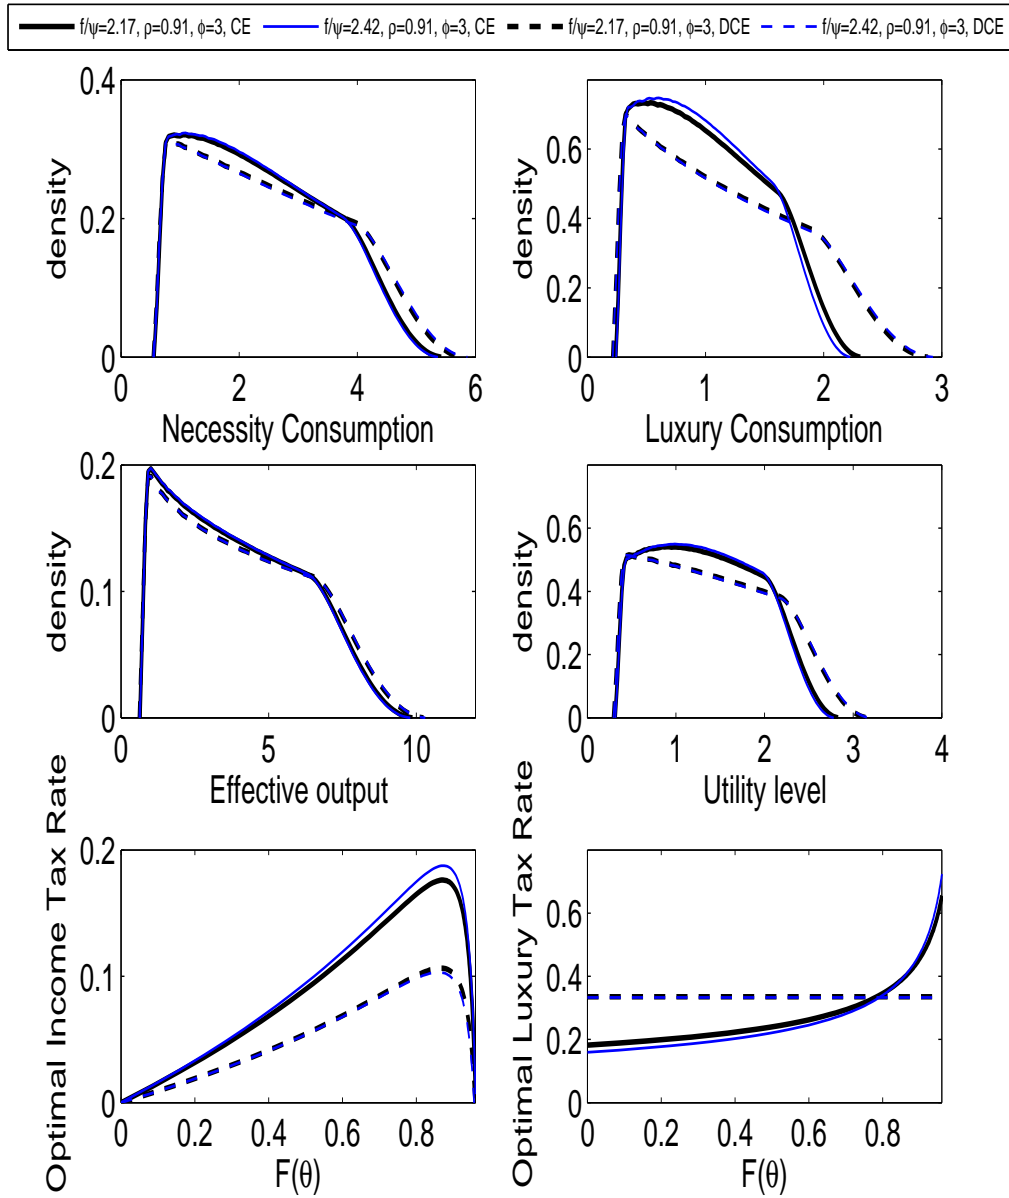 f/ψ=2.17, ρ=0.91, ϕ=3, CE f/ψ=2.42, ρ=0.91, ϕ=3, CE f/ψ=2.17, ρ=0.91, ϕ=3, DCE f/ψ=2.42, ρ=0.91, ϕ=3, DCE
0.4
0.2
0
density
0 2 4 6
Necessity Consumption
0.6
0.4
0.2
0
density
0 1 2 3
Luxury Consumption
0.2
0.1
0
density
0 5 10
Effective output
0.6
0.4
0.2
0
density
0 1 2 3 4
Utility level
0.2
0.1
0
Optimal Income Tax Rate
0 0.2 0.4 0.6 0.8
F(θ)
0.6
0.4
0.2
0
Optimal Luxury Tax Rate
0 0.2 0.4 0.6 0.8
F(θ)